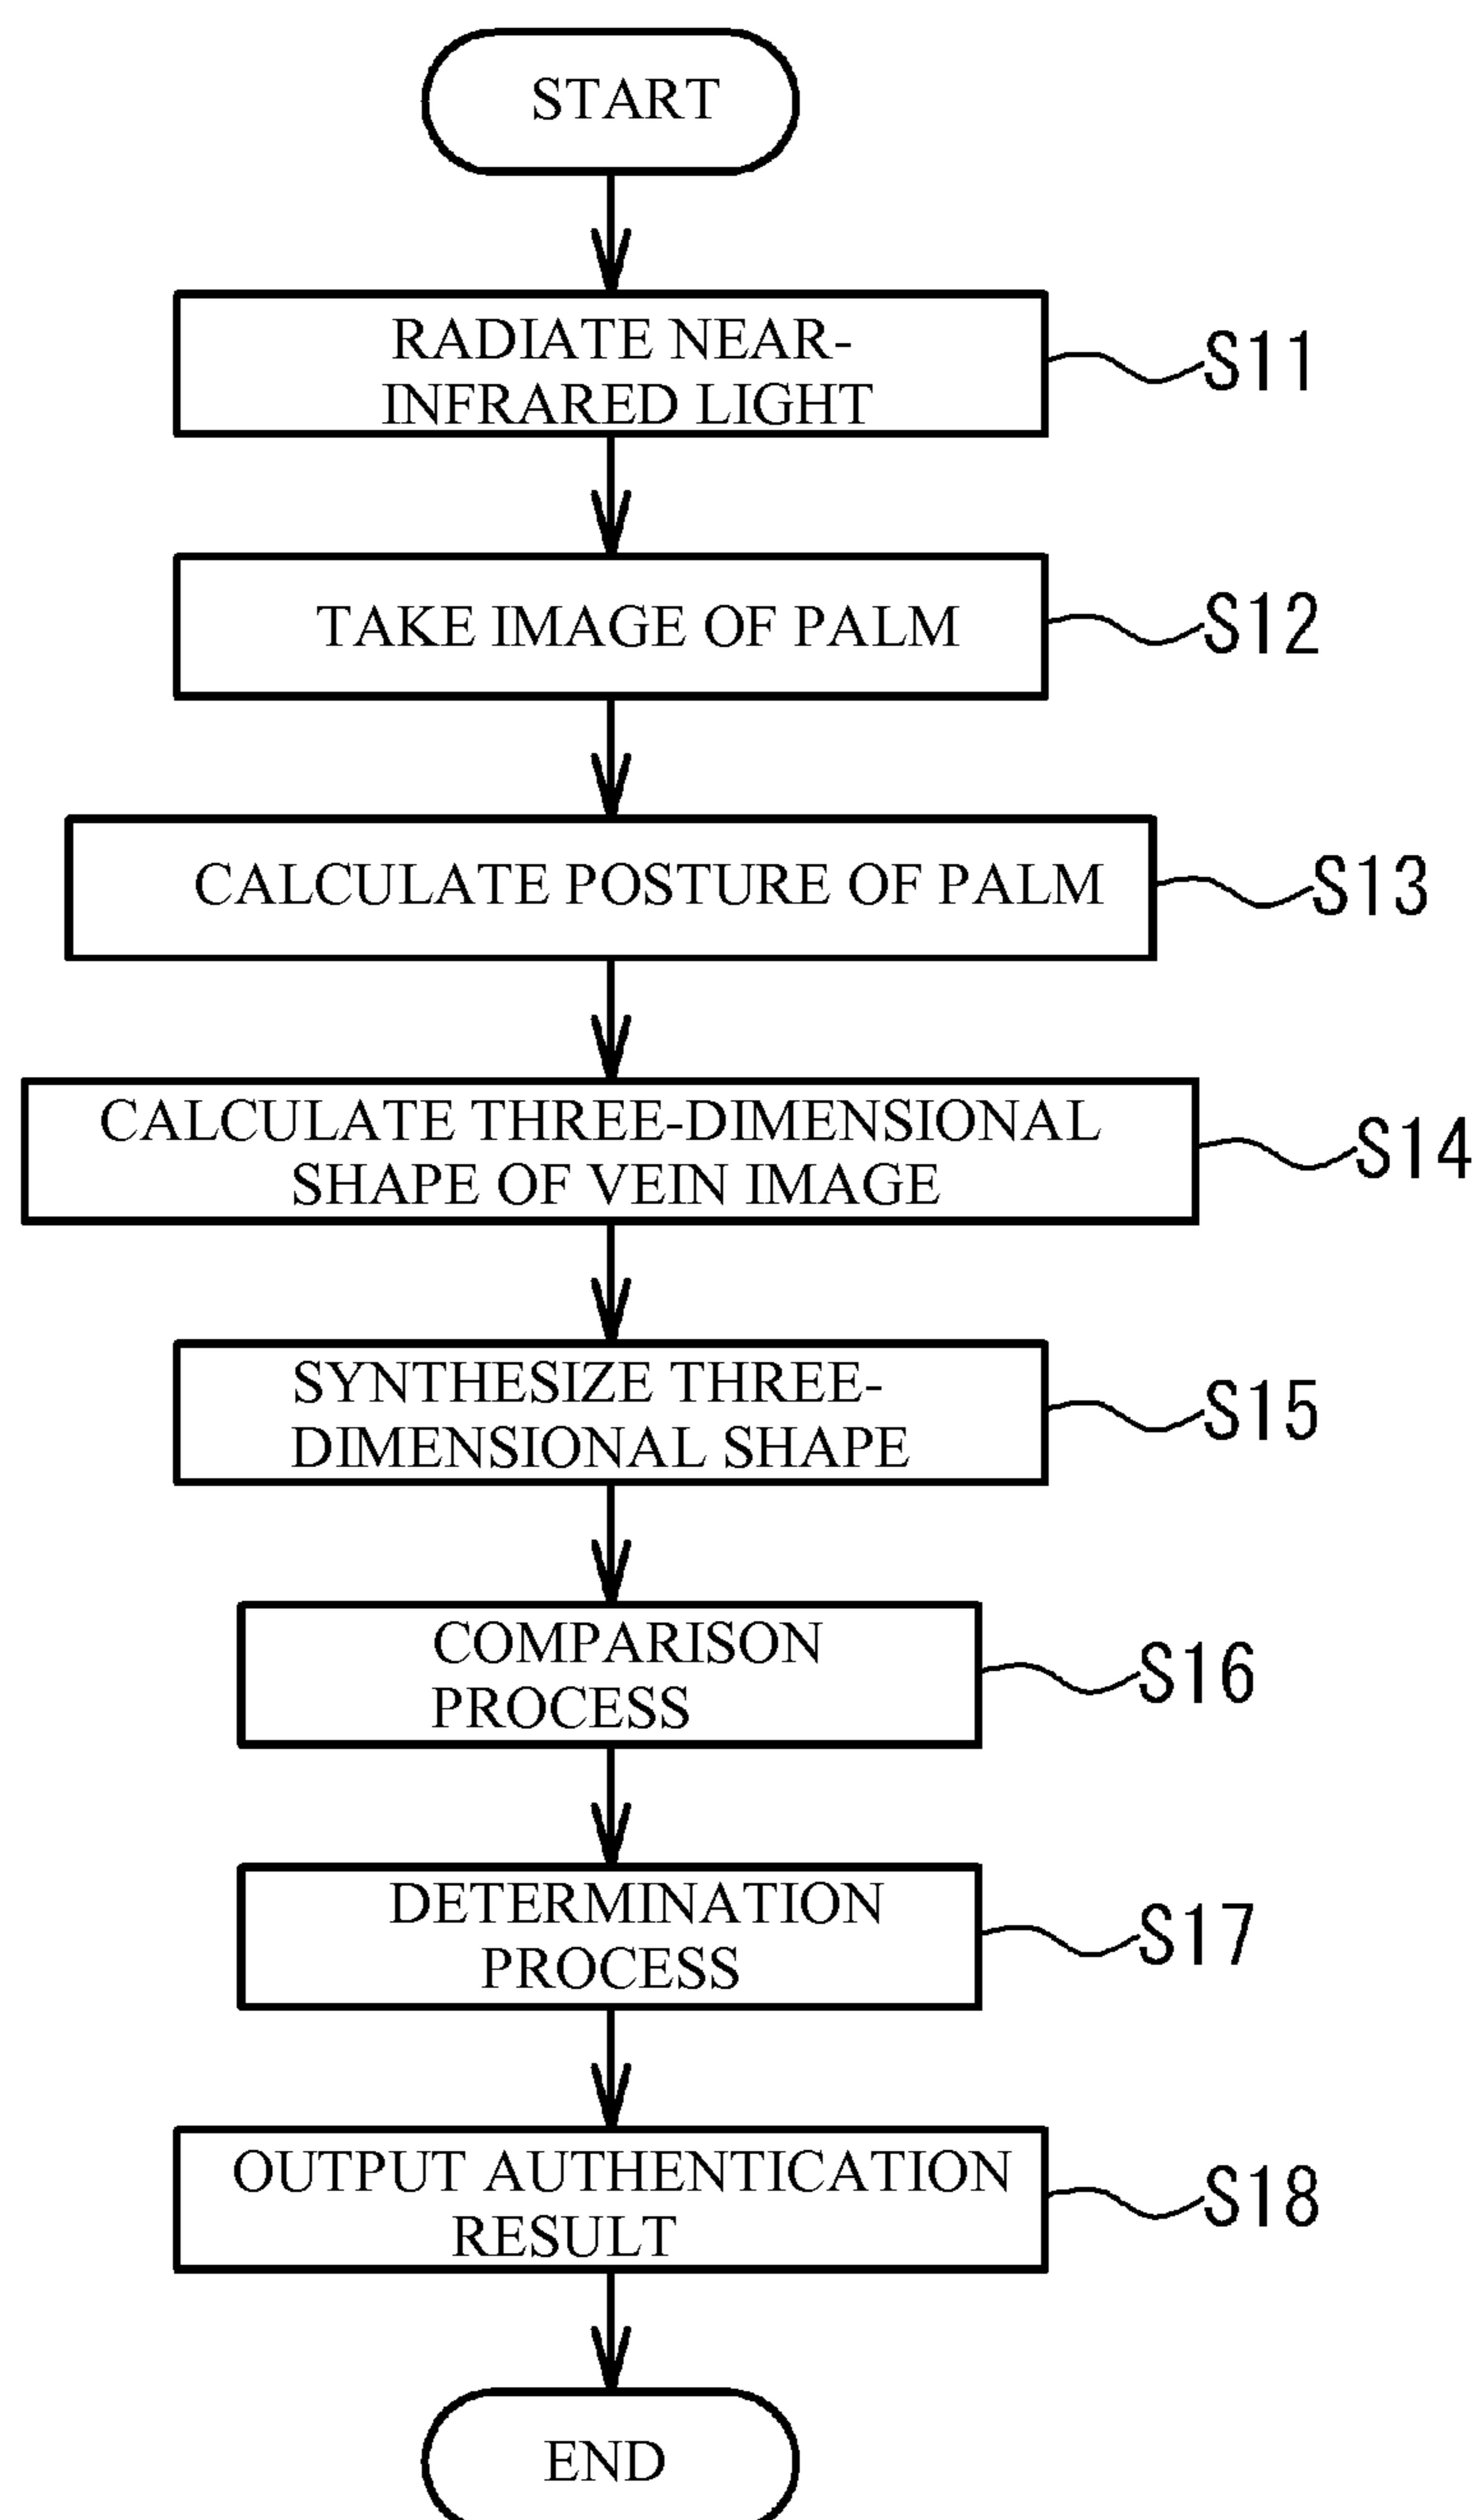 START
RADIATE NEAR-
INFRARED LIGHT
S11
TAKE IMAGE OF PALM
S12
CALCULATE POSTURE OF PALM
S13
CALCULATE THREE-DIMENSIONAL
SHAPE OF VEIN IMAGE
S14
SYNTHESIZE THREE-
DIMENSIONAL SHAPE
S15
COMPARISON
PROCESS
S16
DETERMINATION
PROCESS
S17
OUTPUT AUTHENTICATION
RESULT
S18
END